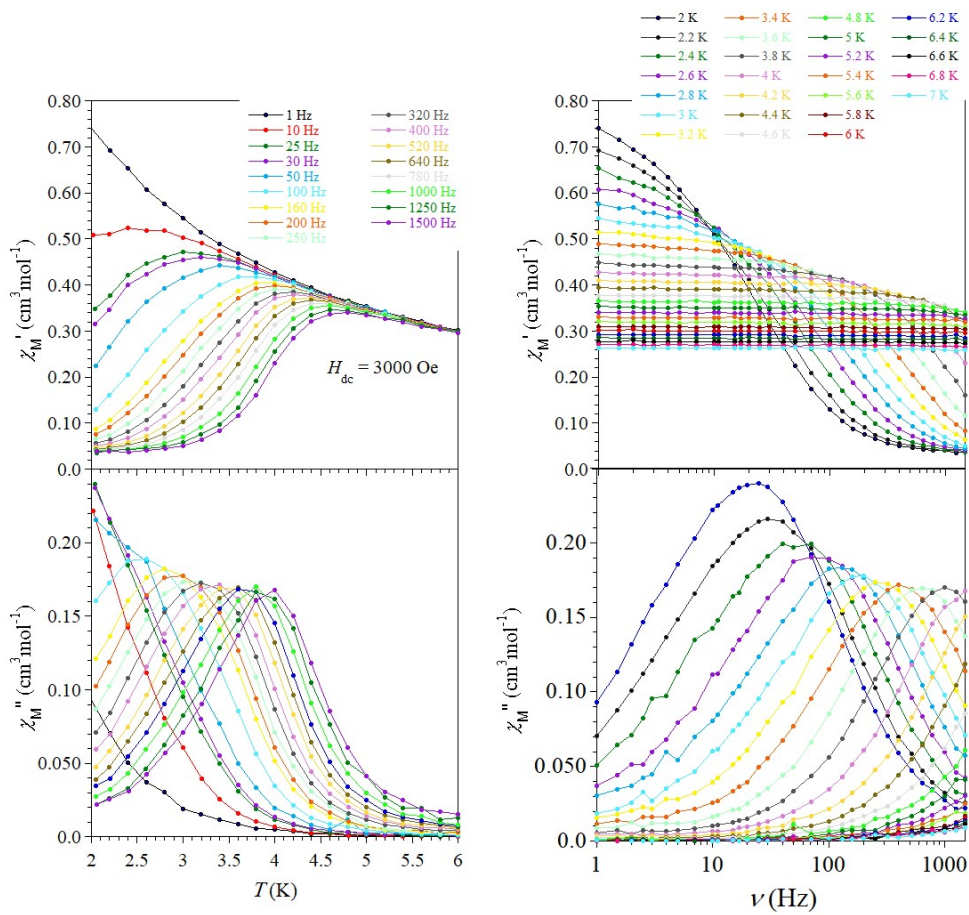 2 K 3.4 K 4.8 K 6.2 K
2.2 K 3.6 K 5 K 6.4 K
2.4 K 3.8 K 5.2 K 6.6 K
2.6 K 4 K 5.4 K 6.8 K
2.8 K 4.2 K 5.6 K 7 K
3 K 4.4 K 5.8 K
3.2 K 4.6 K 6 K
1 Hz 320 Hz
10 Hz 400 Hz
25 Hz 520 Hz
30 Hz 640 Hz
50 Hz 780 Hz
100 Hz 1000 Hz
160 Hz 1250 Hz
200 Hz 1500 Hz
250 Hz
H_dc = 3000 Oe
χ_M' (cm³mol⁻¹)
0.80
0.70
0.60
0.50
0.40
0.30
0.20
0.10
0.0
χ_M' (cm³mol⁻¹)
0.80
0.70
0.60
0.50
0.40
0.30
0.20
0.10
0.0
χ_M" (cm³mol⁻¹)
0.20
0.15
0.10
0.050
0.0
2 2.5 3 3.5 4 4.5 5 5.5 6
T (K)
χ_M" (cm³mol⁻¹)
0.20
0.15
0.10
0.050
0.0
1 10 100 1000
ν (Hz)